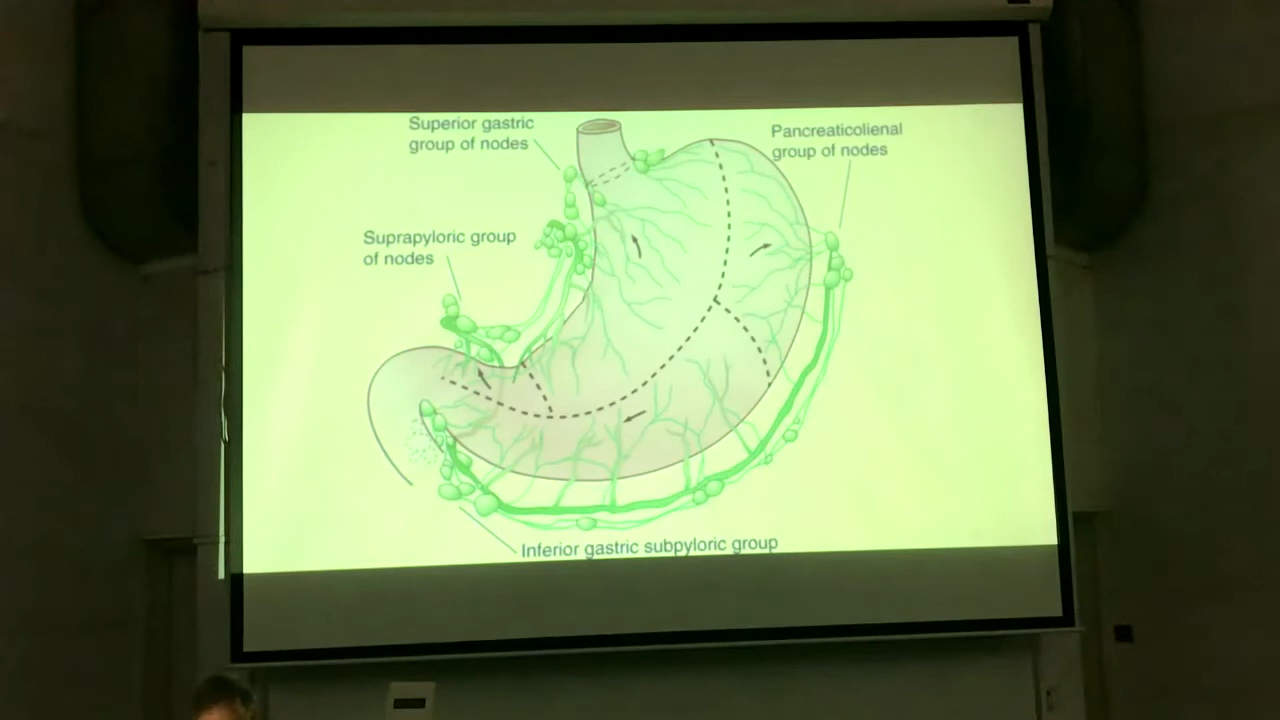 Superior gastric
group of nodes
Pancreaticolienal
group of nodes
Suprapyloric group
of nodes
Inferior gastric subpyloric group